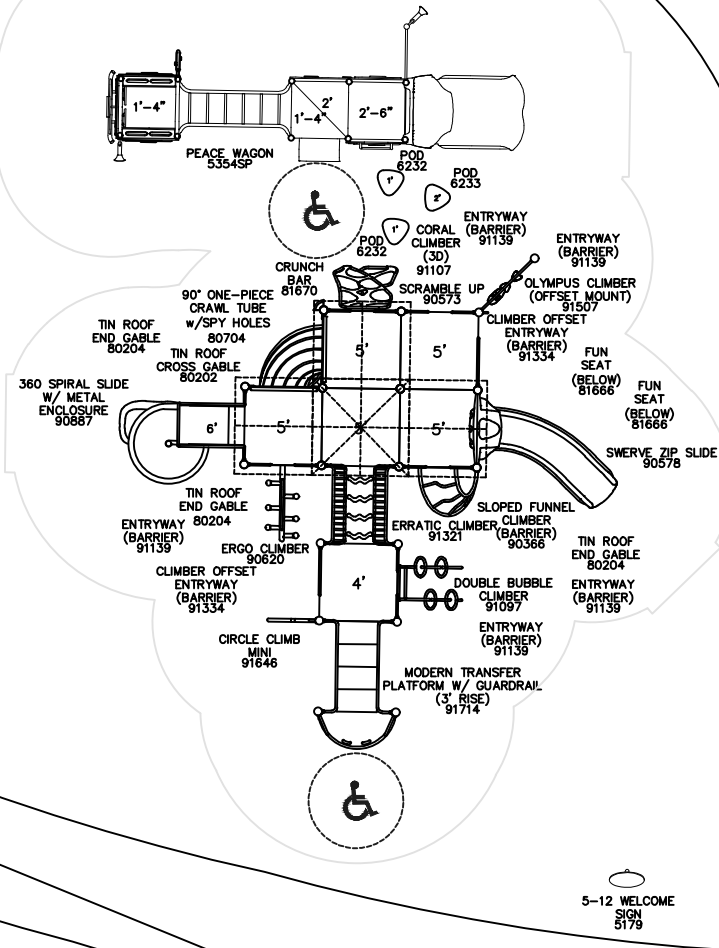 1'-4"
2'
1'-4"
2'-6"
PEACE WAGON
5354SP
POD
6232
1'
POD
6233
2'
1'
POD
6232
CORAL
CLIMBER
(3D)
91107
ENTRYWAY
(BARRIER)
91139
ENTRYWAY
(BARRIER)
91139
CRUNCH
BAR
81670
SCRAMBLE UP
90573
OLYMPUS CLIMBER
(OFFSET MOUNT)
91507
90° ONE-PIECE
CRAWL TUBE
w/SPY HOLES
80704
CLIMBER OFFSET
ENTRYWAY
(BARRIER)
91334
TIN ROOF
END GABLE
80204
TIN ROOF
CROSS GABLE
80202
5'
5'
FUN
SEAT
(BELOW)
81666
FUN
SEAT
(BELOW)
81666
360 SPIRAL SLIDE
W/ METAL
ENCLOSURE
90887
6'
5'
5'
SWERVE ZIP SLIDE
90578
TIN ROOF
END GABLE
80204
ENTRYWAY
(BARRIER)
91139
ERGO CLIMBER
90620
ERRATIC CLIMBER
91321
SLOPED FUNNEL
CLIMBER
(BARRIER)
90366
TIN ROOF
END GABLE
80204
CLIMBER OFFSET
ENTRYWAY
(BARRIER)
91334
4'
DOUBLE BUBBLE
CLIMBER
91097
ENTRYWAY
(BARRIER)
91139
CIRCLE CLIMB
MINI
91646
ENTRYWAY
(BARRIER)
91139
MODERN TRANSFER
PLATFORM W/ GUARDRAIL
(3' RISE)
91714
5-12 WELCOME
SIGN
5179